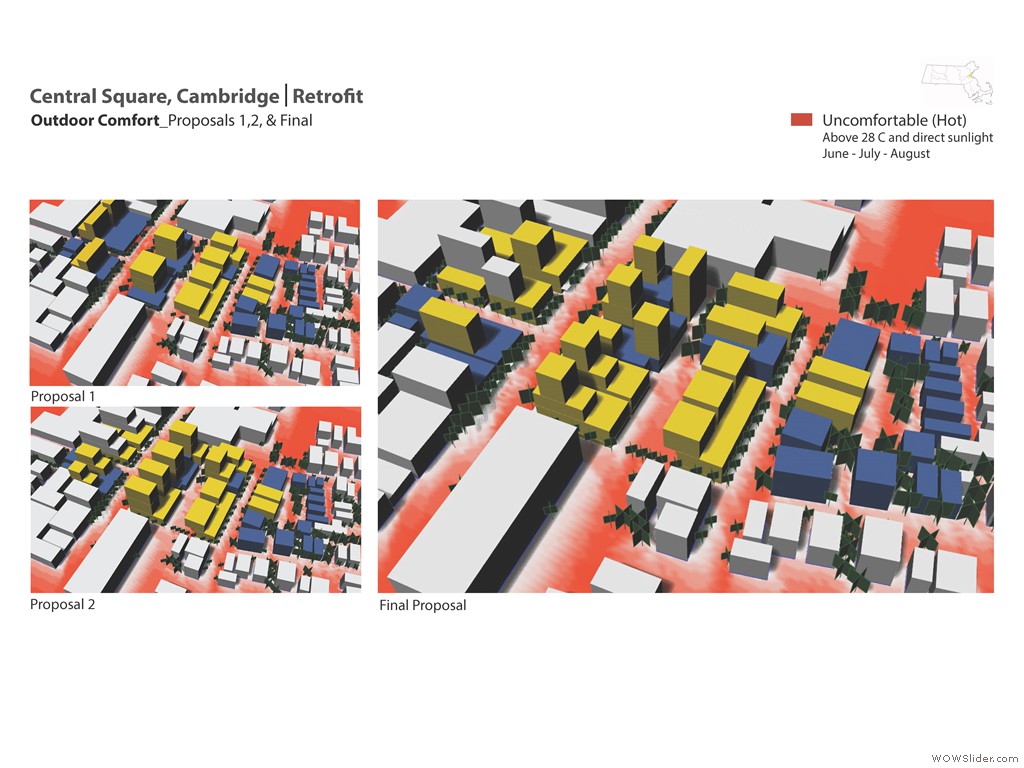 Central Square, Cambridge|Retrofit
Outdoor Comfort_Proposals 1,2, & Final
Uncomfortable (Hot)
Above 28 C and direct sunlight
June - July - August
Proposal 1
Proposal 2
Final Proposal
WOWSlider.com